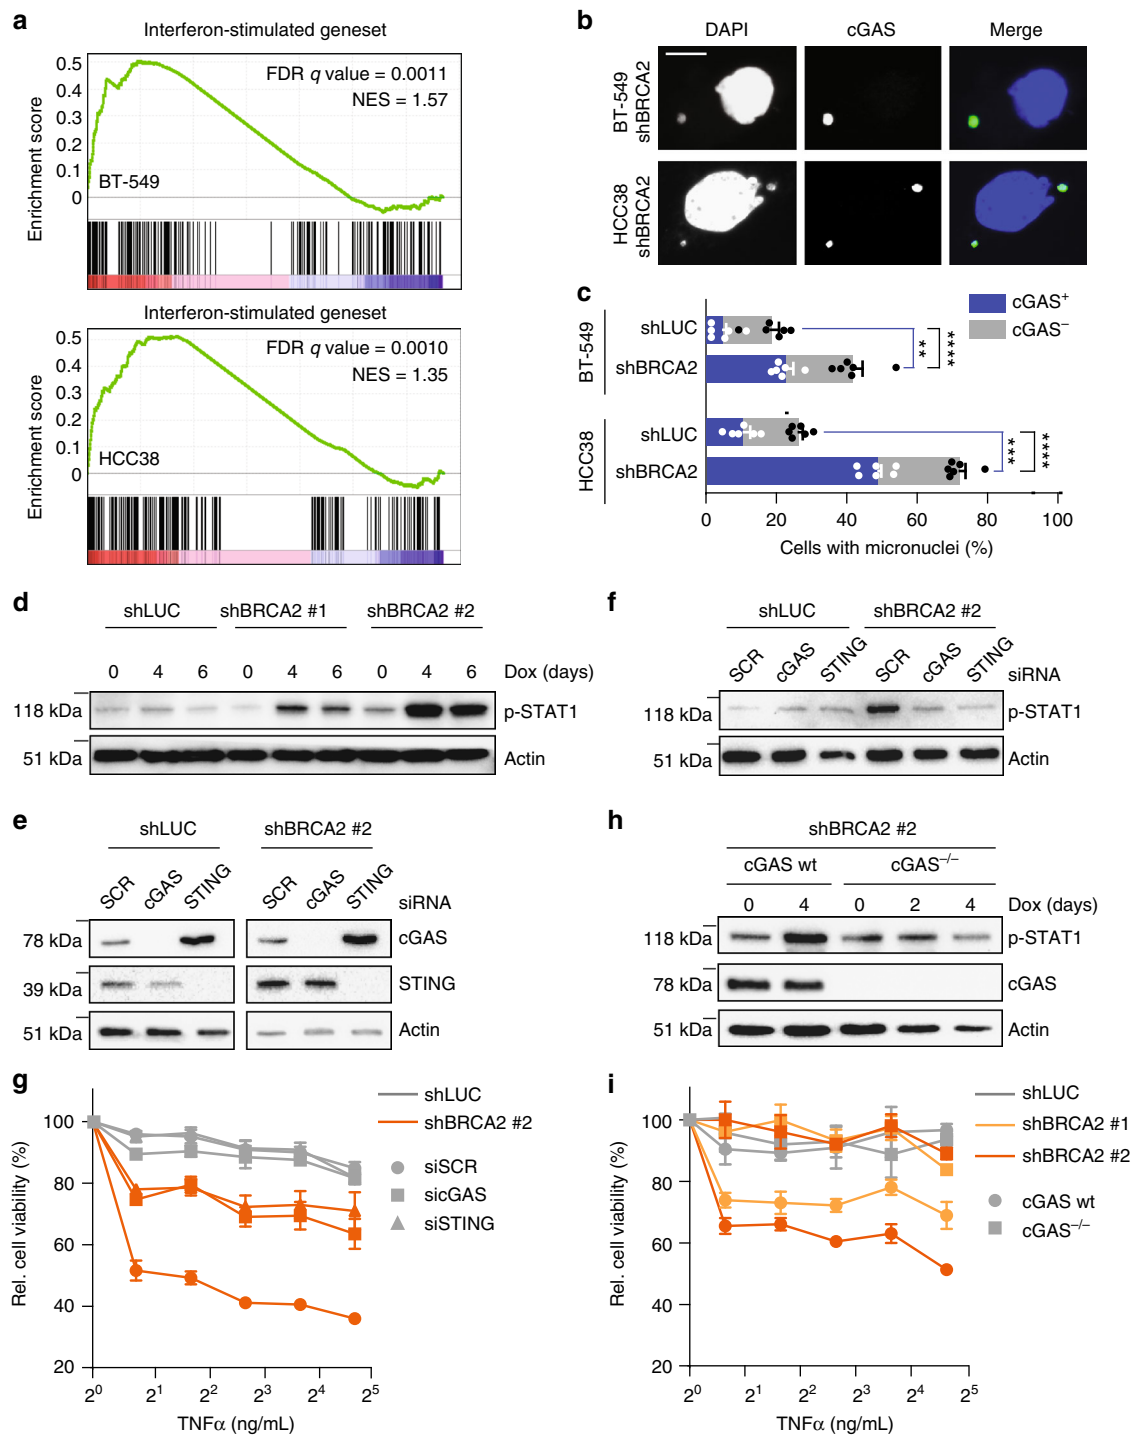 a
Interferon-stimulated geneset
Enrichment score
0.5
0.4
0.3
0.2
0.1
0
FDR q value = 0.0011
NES = 1.57
BT-549
Interferon-stimulated geneset
Enrichment score
0.5
0.4
0.3
0.2
0.1
0
FDR q value = 0.0010
NES = 1.35
HCC38
b
DAPI cGAS Merge
BT-549 shBRCA2
HCC38 shBRCA2
c
cGAS+
cGAS–
BT-549
shLUC
shBRCA2
**
****
HCC38
shLUC
shBRCA2
***
****
0 20 40 60 80 100
Cells with micronuclei (%)
d
shLUC shBRCA2 #1 shBRCA2 #2
0 4 6 0 4 6 0 4 6 Dox (days)
118 kDa p-STAT1
51 kDa Actin
e
shLUC shBRCA2 #2
SCR cGAS STING SCR cGAS STING siRNA
78 kDa cGAS
39 kDa STING
51 kDa Actin
f
shLUC shBRCA2 #2
SCR cGAS STING SCR cGAS STING siRNA
118 kDa p-STAT1
51 kDa Actin
h
shBRCA2 #2
cGAS wt cGAS–/–
0 4 0 2 4 Dox (days)
118 kDa p-STAT1
78 kDa cGAS
51 kDa Actin
g
Rel. cell viability (%)
100
80
60
40
20
2^0 2^1 2^2 2^3 2^4 2^5
TNFα (ng/mL)
shLUC
shBRCA2 #2
siSCR
sicGAS
siSTING
i
Rel. cell viability (%)
100
80
60
40
20
2^0 2^1 2^2 2^3 2^4 2^5
TNFα (ng/mL)
shLUC
shBRCA2 #1
shBRCA2 #2
cGAS wt
cGAS–/–